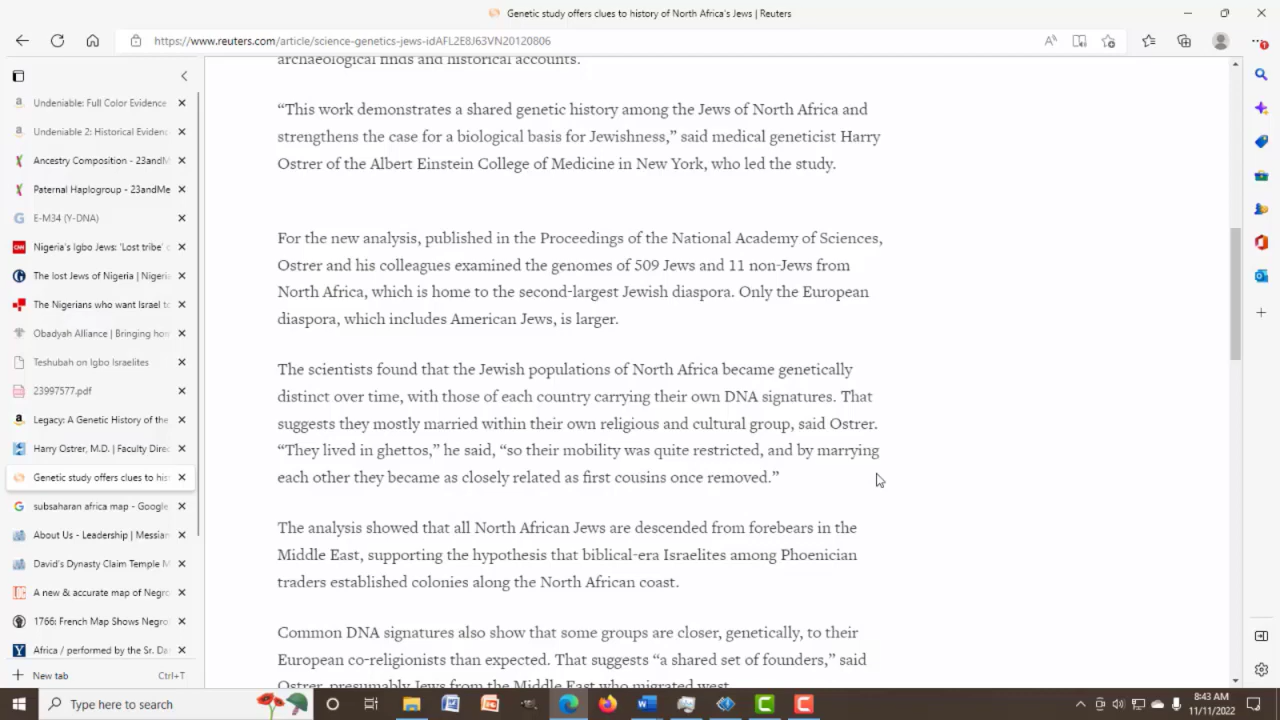 Genetic study offers clues to history of North Africa's Jews | Reuters
https://www.reuters.com/article/science-genetics-jews-idAFL2E8J63VN20120806
Undeniable: Full Color Evidence
Undeniable 2: Historical Evidenc
Ancestry Composition - 23andM
Paternal Haplogroup - 23andMe
E-M34 (Y-DNA)
Nigeria's Igbo Jews: 'Lost tribe'
The lost Jews of Nigeria | Nigeria
The Nigerians who want Israel to
Obadyah Alliance | Bringing hom
Teshubah on Igbo Israelites
23997577.pdf
Legacy: A Genetic History of the
Harry Ostrer, M.D. | Faculty Direc
Genetic study offers clues to his
subsaharan africa map - Google
About Us - Leadership | Messian
David's Dynasty Claim Temple M
A new & accurate map of Negro
1766: French Map Shows Negro
Africa / performed by the Sr. Da
New tab Ctrl+T
archaeological finds and historical accounts.
“This work demonstrates a shared genetic history among the Jews of North Africa and
strengthens the case for a biological basis for Jewishness,” said medical geneticist Harry
Ostrer of the Albert Einstein College of Medicine in New York, who led the study.
For the new analysis, published in the Proceedings of the National Academy of Sciences,
Ostrer and his colleagues examined the genomes of 509 Jews and 11 non-Jews from
North Africa, which is home to the second-largest Jewish diaspora. Only the European
diaspora, which includes American Jews, is larger.
The scientists found that the Jewish populations of North Africa became genetically
distinct over time, with those of each country carrying their own DNA signatures. That
suggests they mostly married within their own religious and cultural group, said Ostrer.
“They lived in ghettos,” he said, “so their mobility was quite restricted, and by marrying
each other they became as closely related as first cousins once removed.”
The analysis showed that all North African Jews are descended from forebears in the
Middle East, supporting the hypothesis that biblical-era Israelites among Phoenician
traders established colonies along the North African coast.
Common DNA signatures also show that some groups are closer, genetically, to their
European co-religionists than expected. That suggests “a shared set of founders,” said
Ostrer, presumably Jews from the Middle East who migrated west.
Type here to search
8:43 AM
11/11/2022